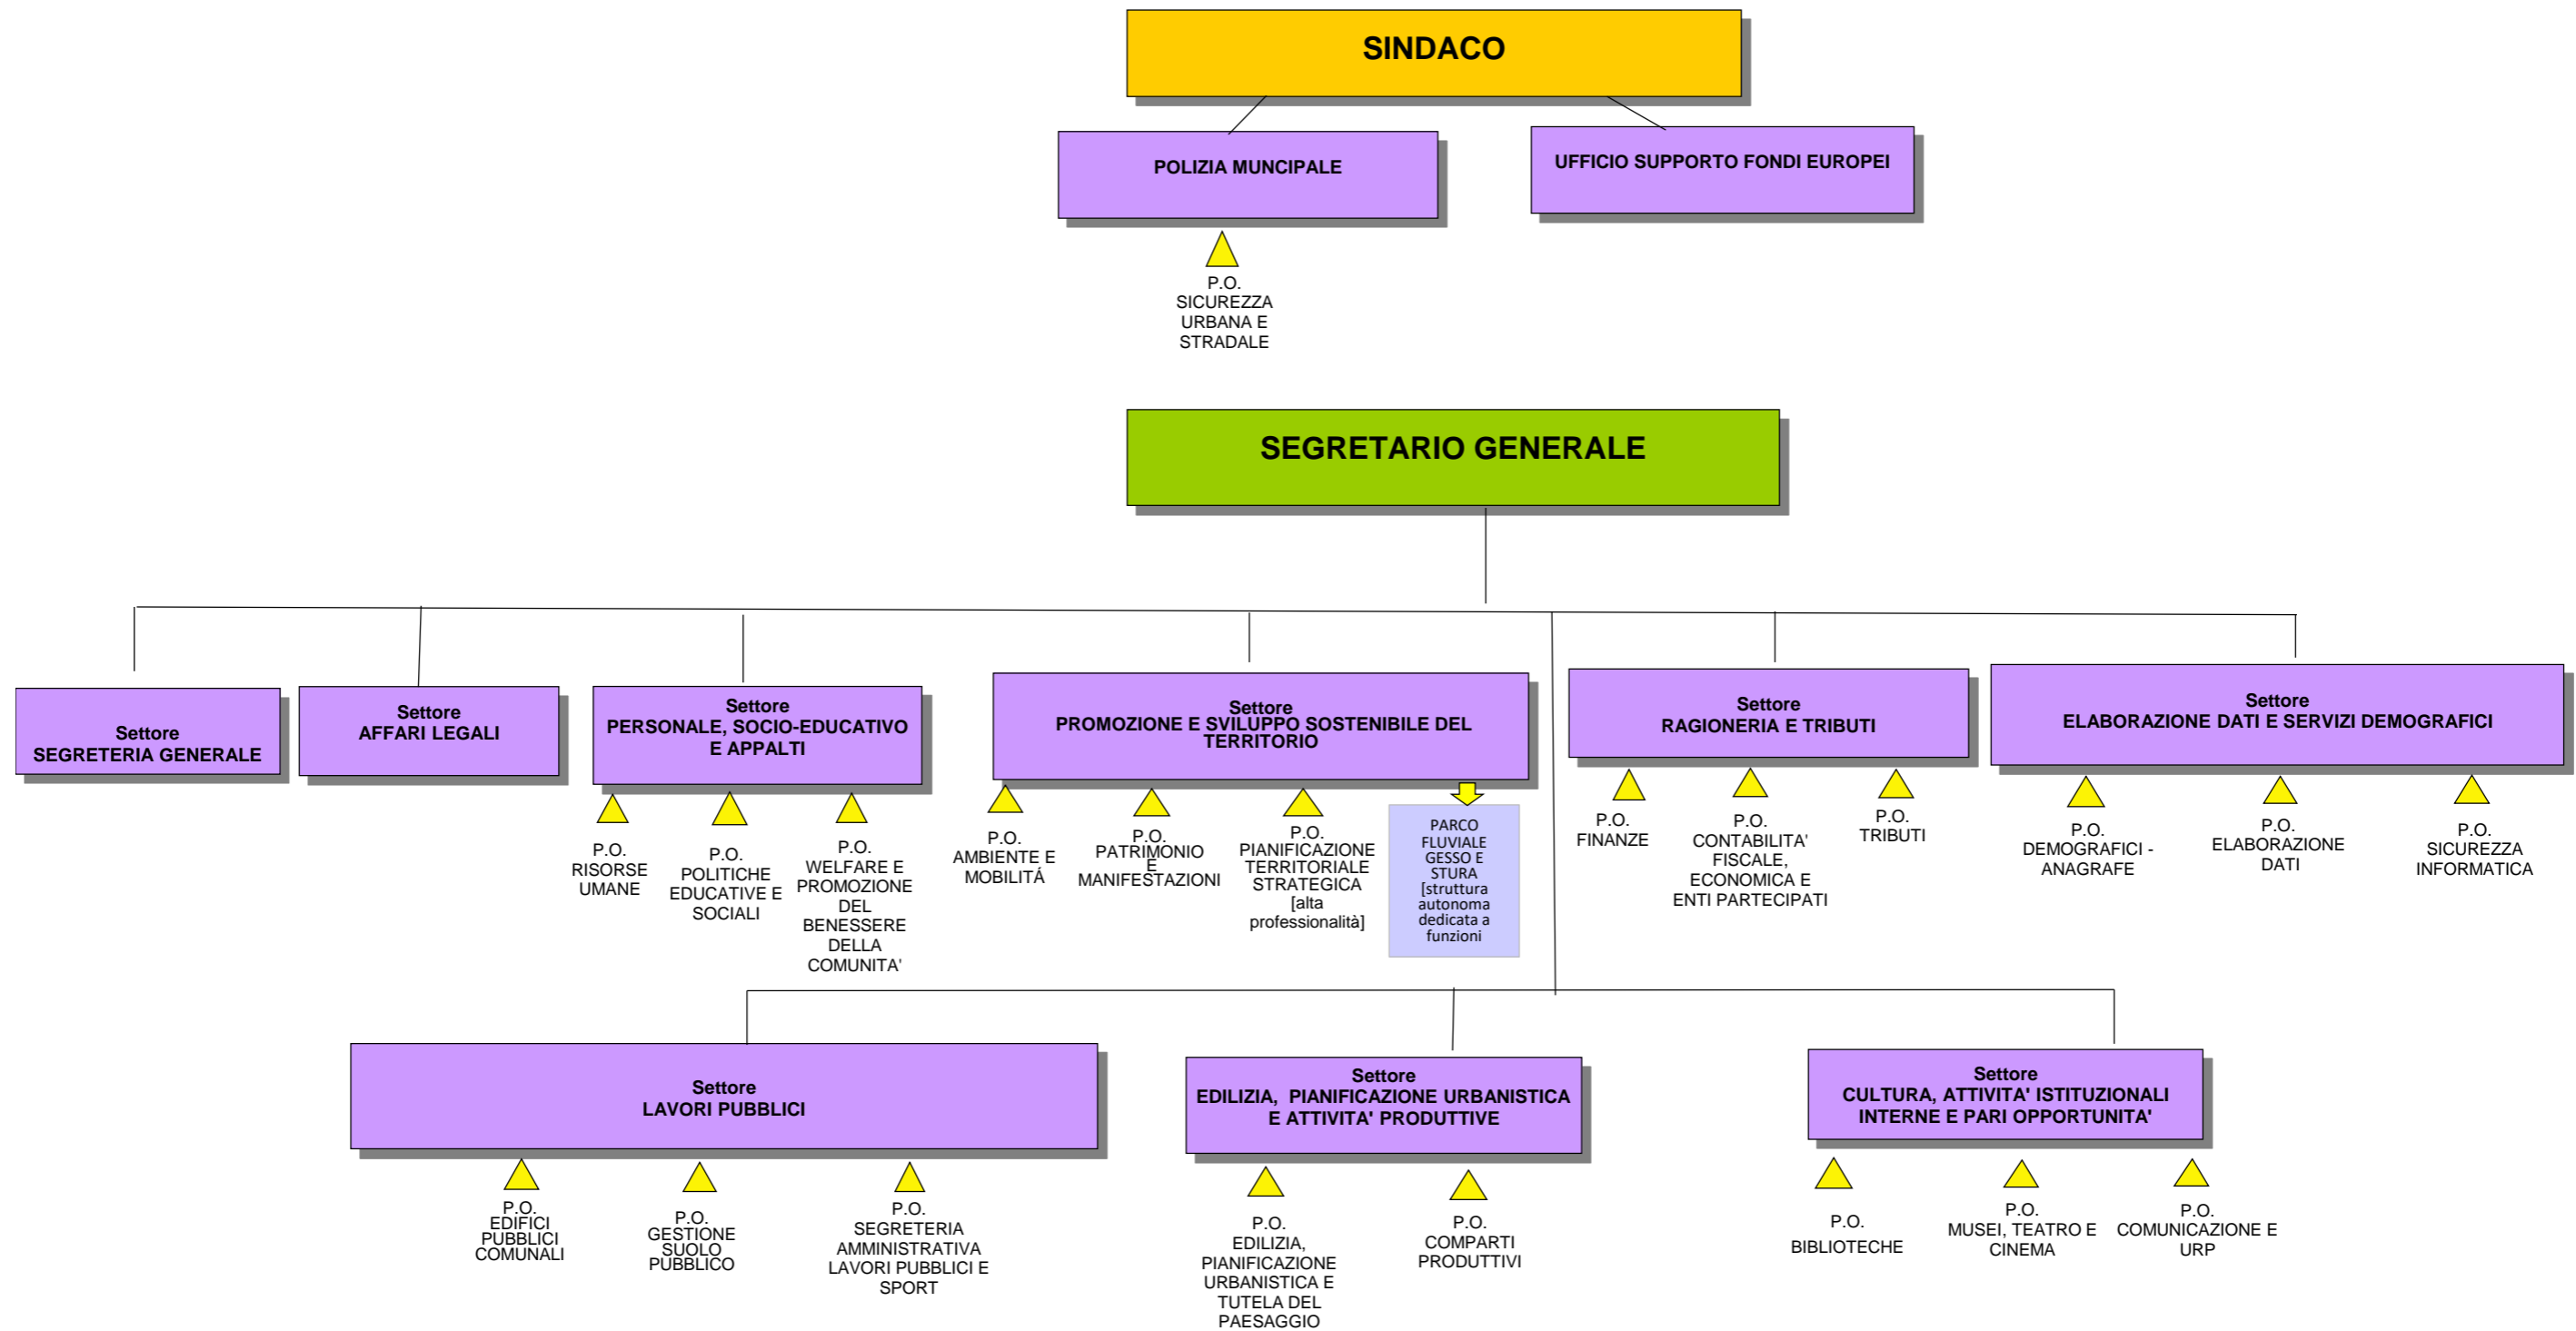 SINDACO
POLIZIA MUNCIPALE
UFFICIO SUPPORTO FONDI EUROPEI
P.O.
SICUREZZA
URBANA E
STRADALE
SEGRETARIO GENERALE
Settore
SEGRETERIA GENERALE
Settore
AFFARI LEGALI
Settore
PERSONALE, SOCIO-EDUCATIVO
E APPALTI
Settore
PROMOZIONE E SVILUPPO SOSTENIBILE DEL
TERRITORIO
Settore
RAGIONERIA E TRIBUTI
Settore
ELABORAZIONE DATI E SERVIZI DEMOGRAFICI
P.O.
RISORSE
UMANE
P.O.
POLITICHE
EDUCATIVE E
SOCIALI
P.O.
WELFARE E
PROMOZIONE
DEL
BENESSERE
DELLA
COMUNITA'
P.O.
AMBIENTE E
MOBILITÁ
P.O.
PATRIMONIO
E
MANIFESTAZIONI
P.O.
PIANIFICAZIONE
TERRITORIALE
STRATEGICA
[alta
professionalità]
PARCO
FLUVIALE
GESSO E
STURA
[struttura
autonoma
dedicata a
funzioni
P.O.
FINANZE
P.O.
CONTABILITA'
FISCALE,
ECONOMICA E
ENTI PARTECIPATI
P.O.
TRIBUTI
P.O.
DEMOGRAFICI -
ANAGRAFE
P.O.
ELABORAZIONE
DATI
P.O.
SICUREZZA
INFORMATICA
Settore
LAVORI PUBBLICI
Settore
EDILIZIA, PIANIFICAZIONE URBANISTICA
E ATTIVITA' PRODUTTIVE
Settore
CULTURA, ATTIVITA' ISTITUZIONALI
INTERNE E PARI OPPORTUNITA'
P.O.
EDIFICI
PUBBLICI
COMUNALI
P.O.
GESTIONE
SUOLO
PUBBLICO
P.O.
SEGRETERIA
AMMINISTRATIVA
LAVORI PUBBLICI E
SPORT
P.O.
EDILIZIA,
PIANIFICAZIONE
URBANISTICA E
TUTELA DEL
PAESAGGIO
P.O.
COMPARTI
PRODUTTIVI
P.O.
BIBLIOTECHE
P.O.
MUSEI, TEATRO E
CINEMA
P.O.
COMUNICAZIONE E
URP